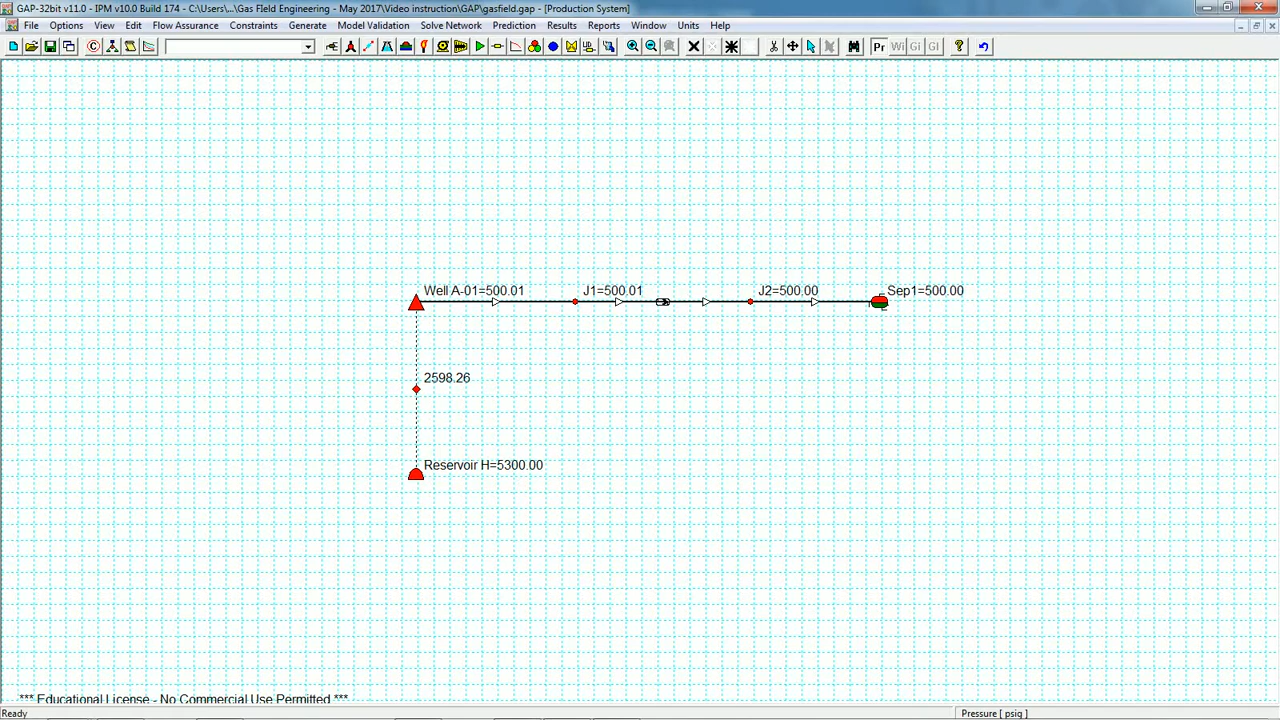 GAP-32bit v11.0 - IPM v10.0 Build 174 - C:\Users\...\Gas Field Engineering - May 2017\Video instruction\GAP\gasfield.gap - [Production System]
File Options View Edit Flow Assurance Constraints Generate Model Validation Solve Network Prediction Results Reports Window Units Help
Pr Wi Gi Gl
Well A-01=500.01 J1=500.01 J2=500.00 Sep1=500.00
2598.26
Reservoir H=5300.00
*** Educational License - No Commercial Use Permitted ***
Ready Pressure [ psig ]